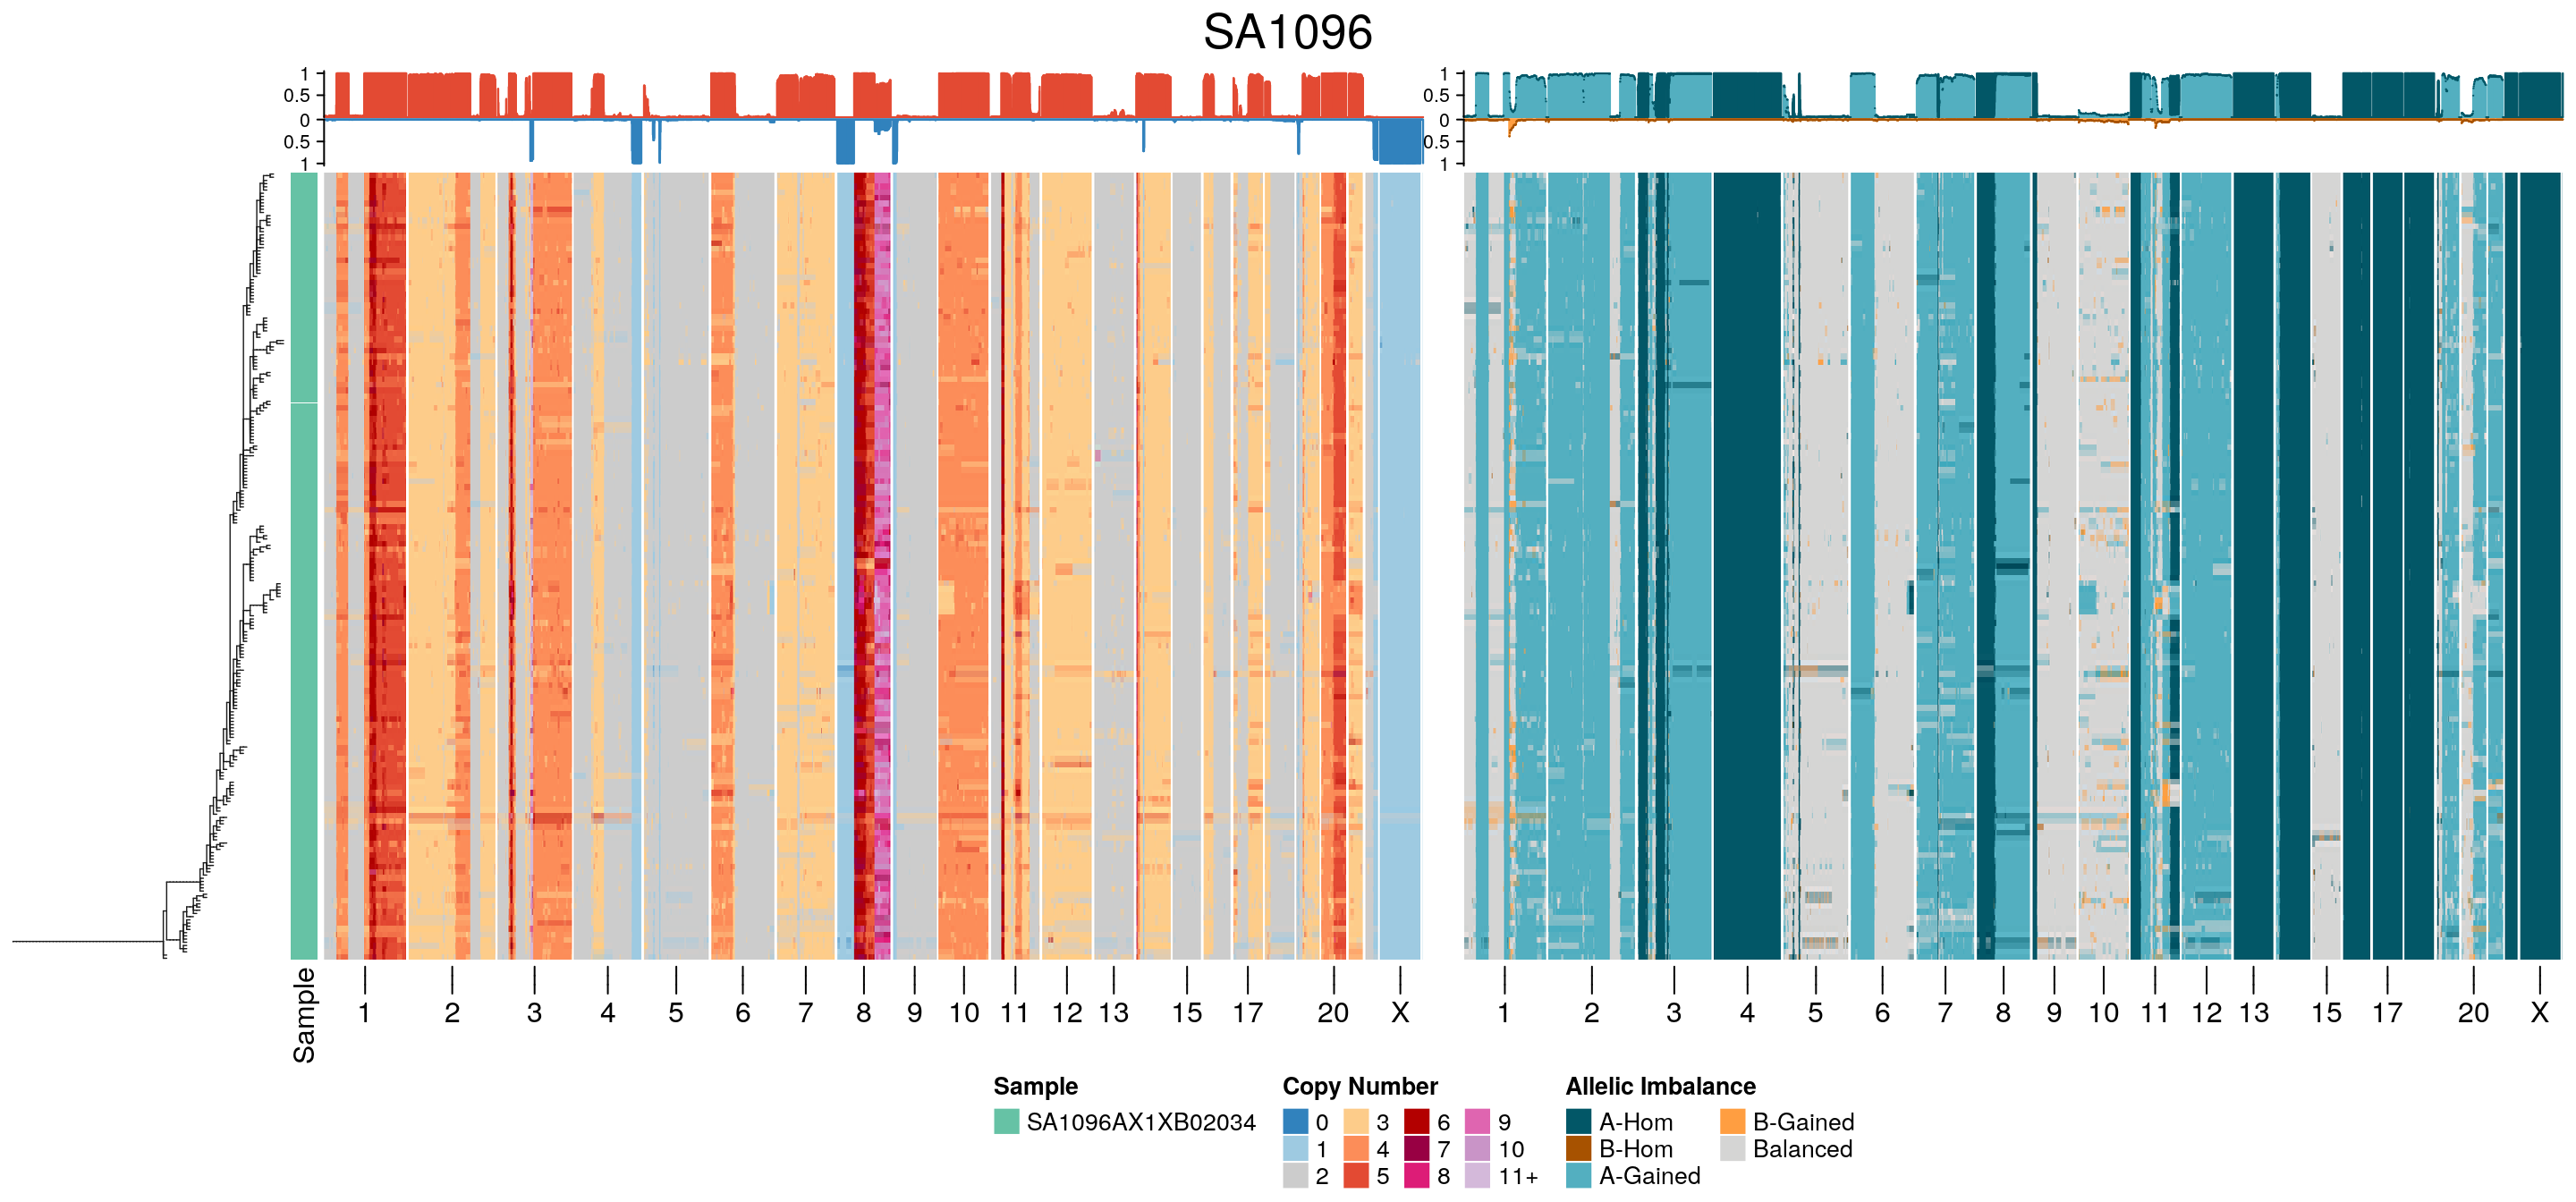 SA1096
1 1
0.5 0.5
0 0
0.5 0.5
1 1
Sample
1 2 3 4 5 6 7 8 9 10 11 12 13 15 17 20 X
1 2 3 4 5 6 7 8 9 10 11 12 13 15 17 20 X
Sample Copy Number Allelic Imbalance
SA1096AX1XB02034 0 3 6 9 A-Hom B-Gained
1 4 7 10 B-Hom Balanced
2 5 8 11+ A-Gained